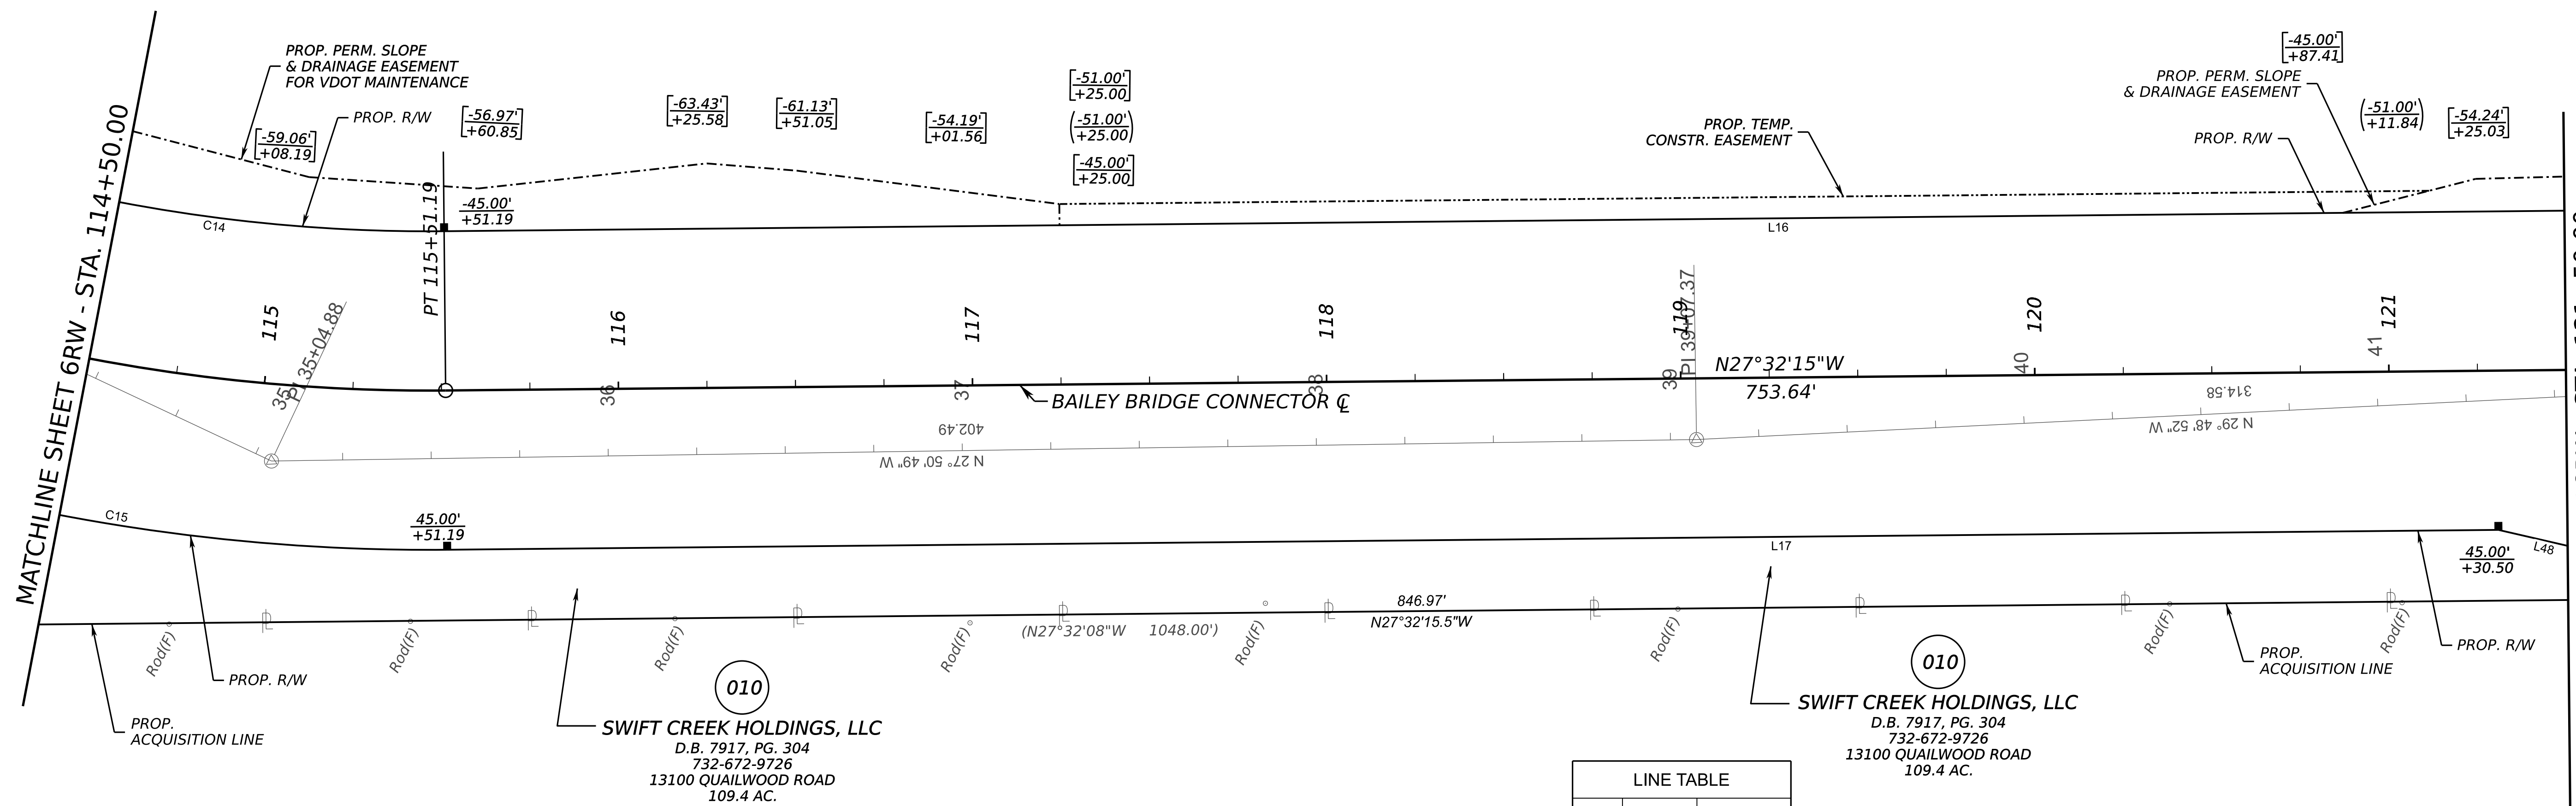 PROP. PERM. SLOPE
& DRAINAGE EASEMENT
FOR VDOT MAINTENANCE
-59.06'
+08.19
PROP. R/W
-56.97'
+60.85
-63.43'
+25.58
-61.13'
+51.05
-54.19'
+01.56
[-51.00'
+25.00]
(-51.00'
+25.00)
[-45.00'
+25.00]
PROP. TEMP.
CONSTR. EASEMENT
[-45.00'
+87.41]
PROP. PERM. SLOPE
& DRAINAGE EASEMENT
PROP. R/W
(-51.00'
+11.84)
[-54.24'
+25.03]
MATCHLINE SHEET 6RW - STA. 114+50.00
C14
PT 115+51.19
-45.00'
+51.19
L16
115
116
117
118
119
120
121
PI 35+04.88
35
36
37
38
39
PI 39+07.37
40
41
N27°32'15"W
753.64'
BAILEY BRIDGE CONNECTOR ℄
402.49
N 27° 50' 49" W
314.58
N 29° 48' 52" W
C15
45.00'
+51.19
L17
45.00'
+30.50
L48
Rod(F)
Rod(F)
Rod(F)
Rod(F)
Rod(F)
Rod(F)
Rod(F)
Rod(F)
(N27°32'08"W 1048.00')
846.97'
N27°32'15.5"W
PROP. R/W
PROP.
ACQUISITION LINE
010
SWIFT CREEK HOLDINGS, LLC
D.B. 7917, PG. 304
732-672-9726
13100 QUAILWOOD ROAD
109.4 AC.
010
SWIFT CREEK HOLDINGS, LLC
D.B. 7917, PG. 304
732-672-9726
13100 QUAILWOOD ROAD
109.4 AC.
PROP.
ACQUISITION LINE
PROP. R/W
LINE TABLE